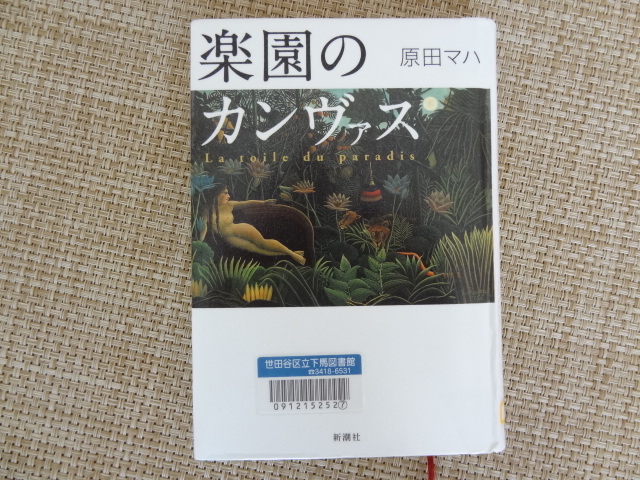 楽園の
原田マハ
カンヴァス
La toile du paradis
世田谷区立下馬図書館
☎3418-6531
091215252⑦
新潮社